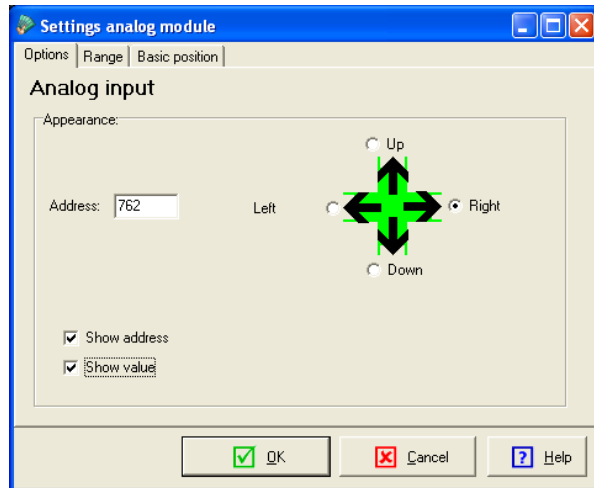 Settings analog module
Options Range Basic position
Analog input
Appearance:
Up
Address: 762 Left Right
Down
Show address
Show value
OK Cancel ? Help